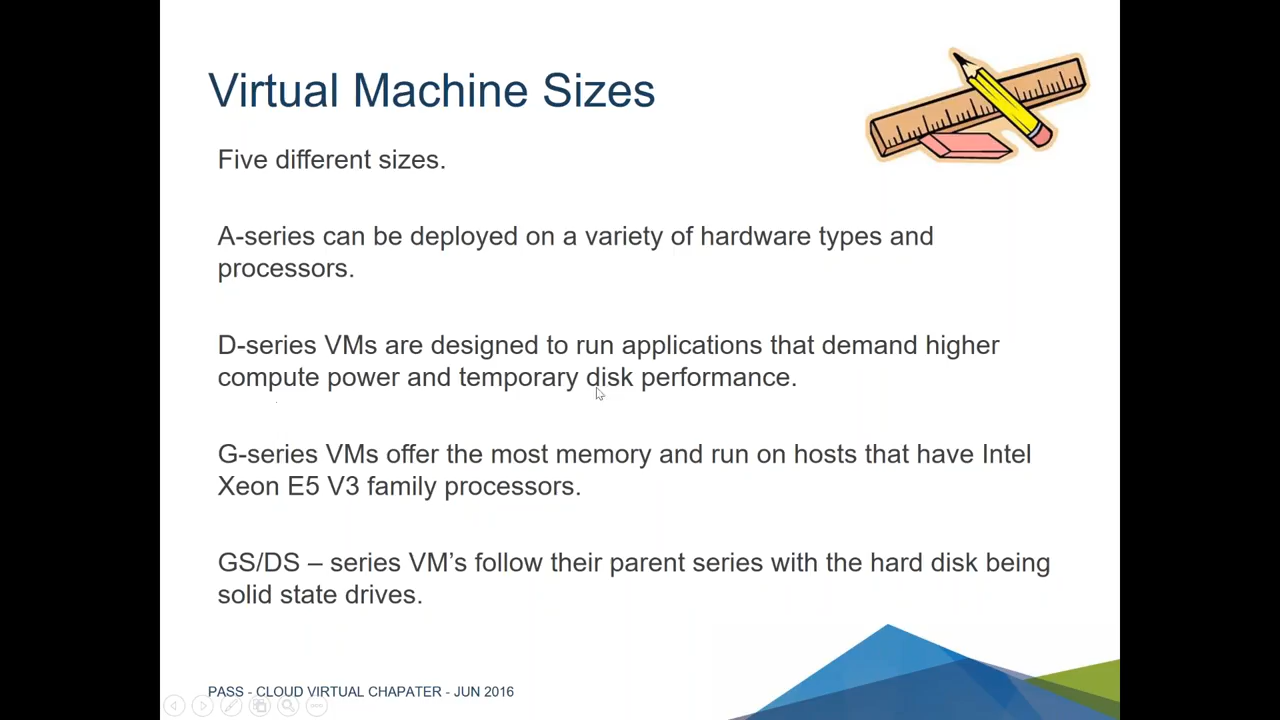 Virtual Machine Sizes
Five different sizes.
A-series can be deployed on a variety of hardware types and
processors.
D-series VMs are designed to run applications that demand higher
compute power and temporary disk performance.
G-series VMs offer the most memory and run on hosts that have Intel
Xeon E5 V3 family processors.
GS/DS – series VM’s follow their parent series with the hard disk being
solid state drives.
PASS - CLOUD VIRTUAL CHAPATER - JUN 2016